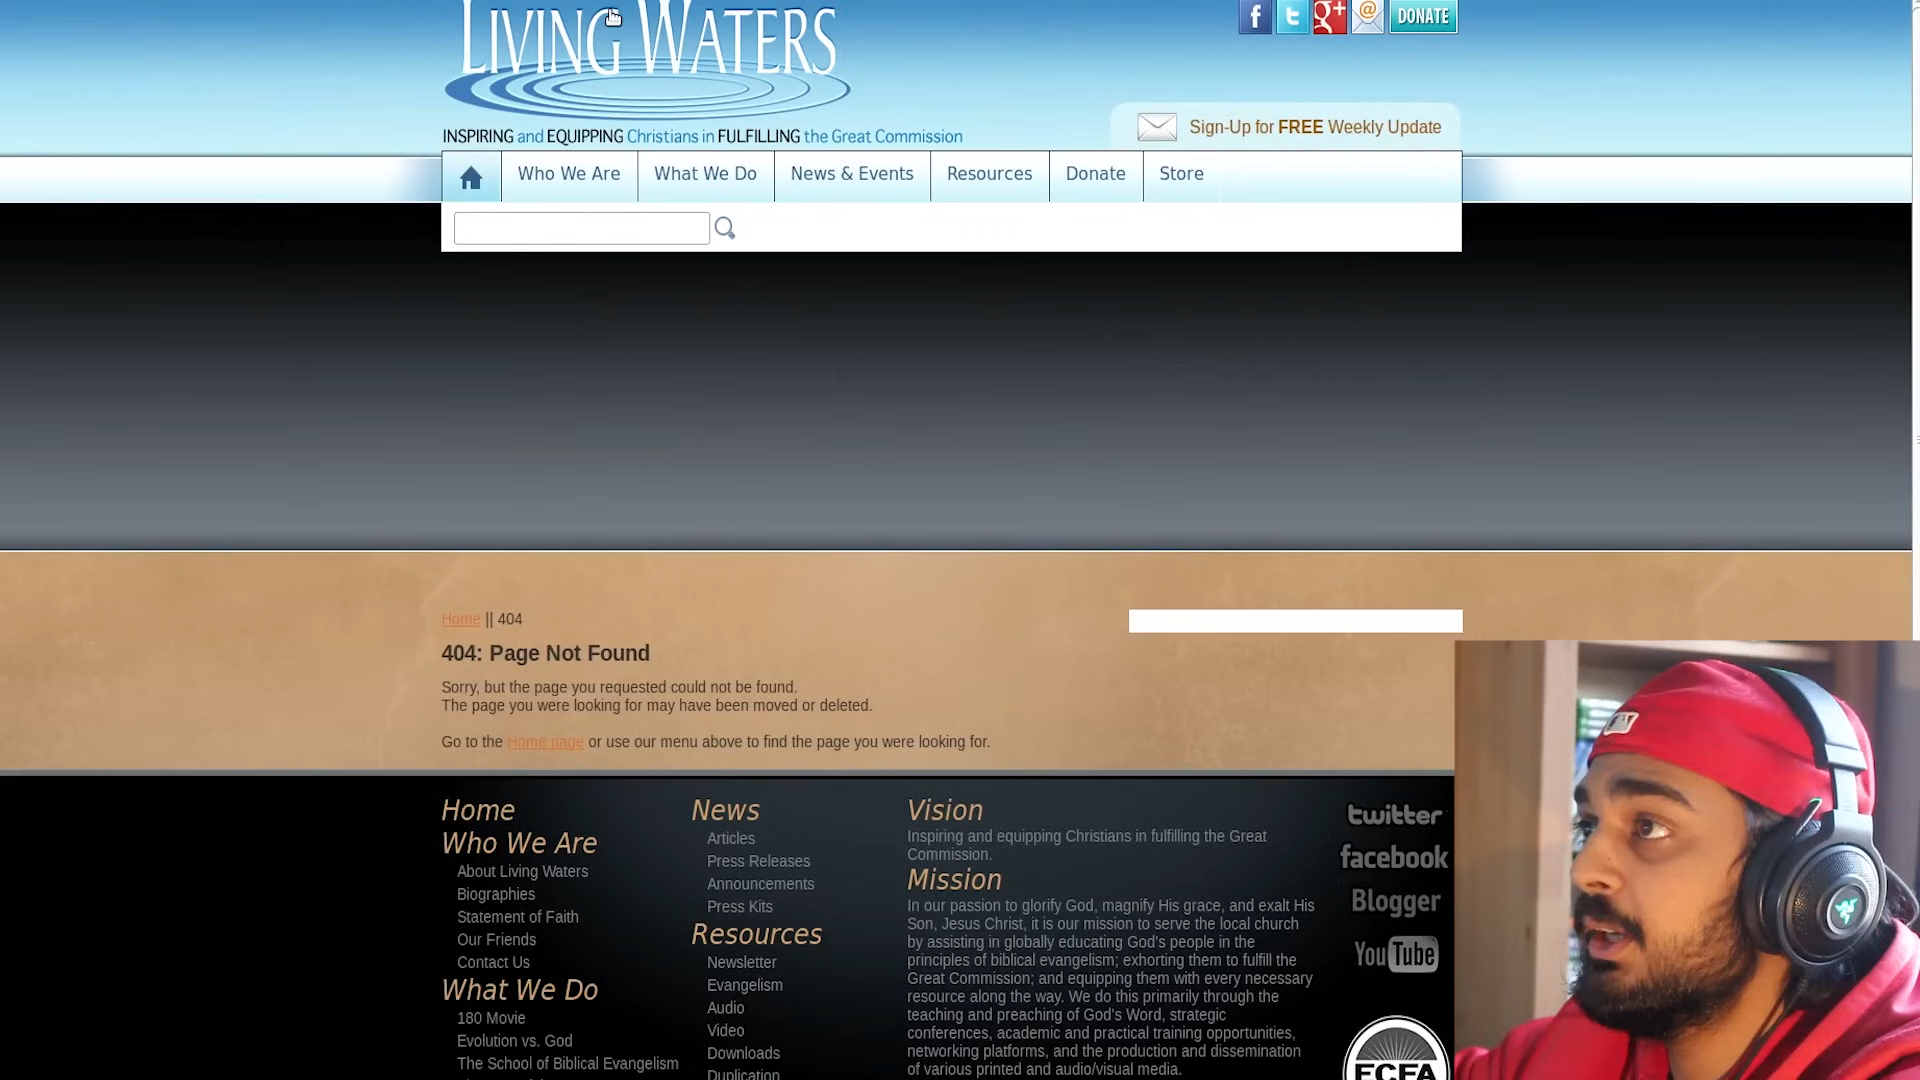 LIVING WATERS
f t g+ @ DONATE
INSPIRING and EQUIPPING Christians in FULFILLING the Great Commission
Sign-Up for FREE Weekly Update
Who We Are What We Do News & Events Resources Donate Store
Home || 404
404: Page Not Found
Sorry, but the page you requested could not be found.
The page you were looking for may have been moved or deleted.
Go to the Home page or use our menu above to find the page you were looking for.
Home
Who We Are
About Living Waters
Biographies
Statement of Faith
Our Friends
Contact Us
What We Do
180 Movie
Evolution vs. God
The School of Biblical Evangelism
News
Articles
Press Releases
Announcements
Press Kits
Resources
Newsletter
Evangelism
Audio
Video
Downloads
Duplication
Vision
Inspiring and equipping Christians in fulfilling the Great
Commission.
Mission
In our passion to glorify God, magnify His grace, and exalt His
Son, Jesus Christ, it is our mission to serve the local church
by assisting in globally educating God's people in the
principles of biblical evangelism; exhorting them to fulfill the
Great Commission; and equipping them with every necessary
resource along the way. We do this primarily through the
teaching and preaching of God's Word, strategic
conferences, academic and practical training opportunities,
networking platforms, and the production and dissemination
of various printed and audio/visual media.
twitter
facebook
Blogger
YouTube
ECFA